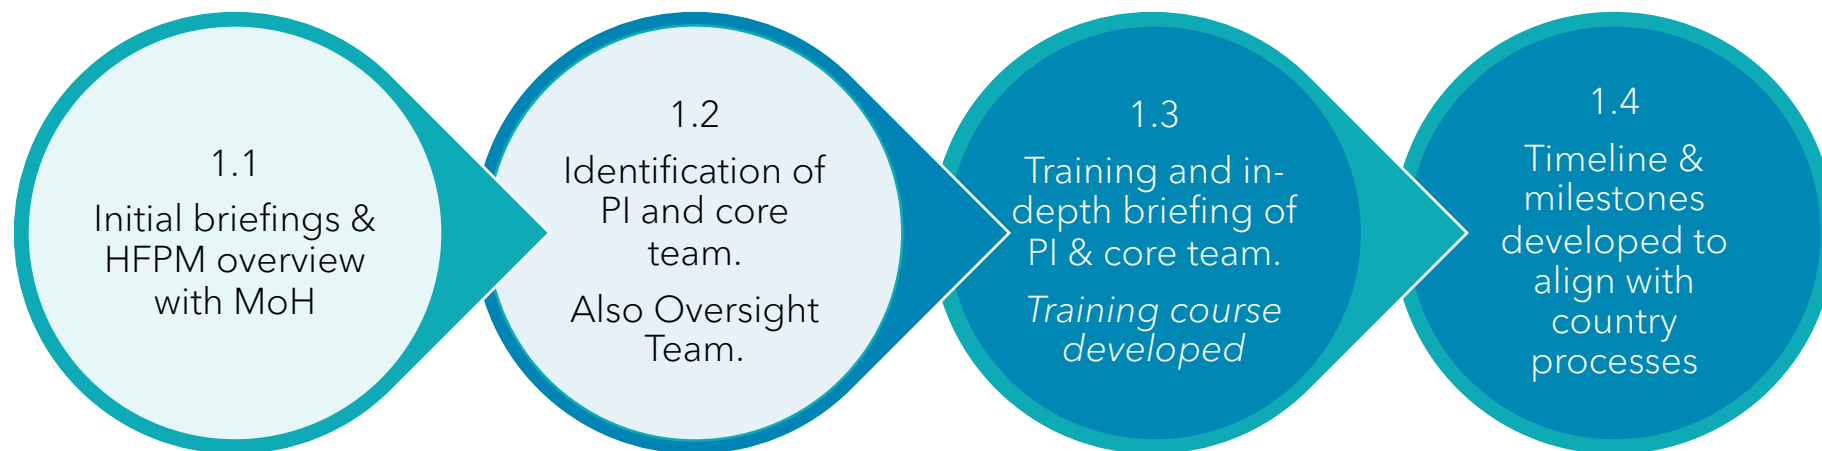 1.1
Initial briefings &
HFPM overview
with MoH
1.2
Identification of
PI and core
team.
Also Oversight
Team.
1.3
Training and in-
depth briefing of
PI & core team.
Training course
developed
1.4
Timeline &
milestones
developed to
align with
country
processes